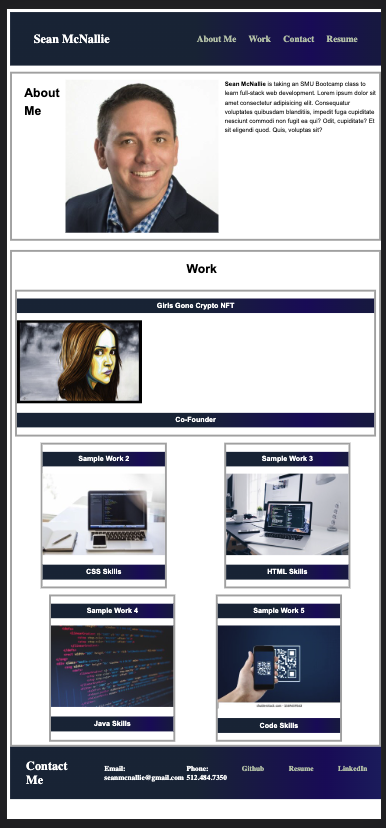 Sean McNallie
About Me Work Contact Resume
About
Me
Sean McNallie is taking an SMU Bootcamp class to
learn full-stack web development. Lorem ipsum dolor sit
amet consectetur adipisicing elit. Consequatur
voluptates quibusdam blanditiis, impedit fuga cupiditate
nesciunt commodi non fugit ea qui? Odit, cupiditate? Et
sit eligendi quod. Quis, voluptas sit?
Work
Girls Gone Crypto NFT
Co-Founder
Sample Work 2
Sample Work 3
CSS Skills
HTML Skills
Sample Work 4
Sample Work 5
Java Skills
Code Skills
Contact
Me
Email:
seanmcnallie@gmail.com
Phone:
512.484.7350
Github Resume LinkedIn